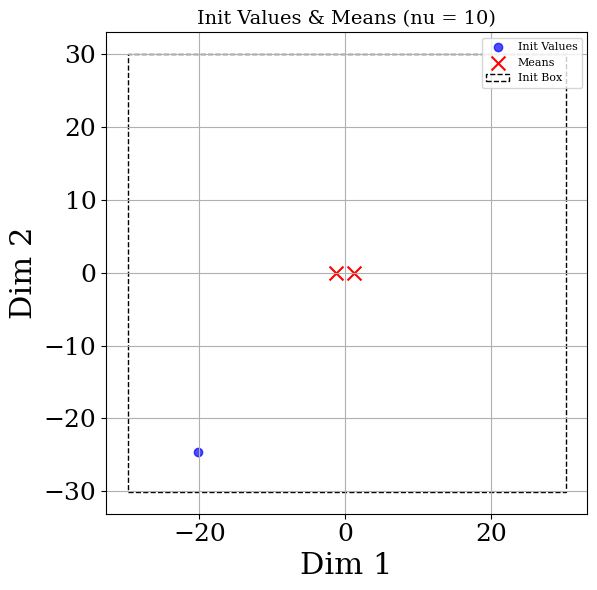 Init Values & Means (nu = 10)
Init Values
Means
Init Box
30
20
10
0
−10
−20
−30
Dim 2
−20
0
20
Dim 1